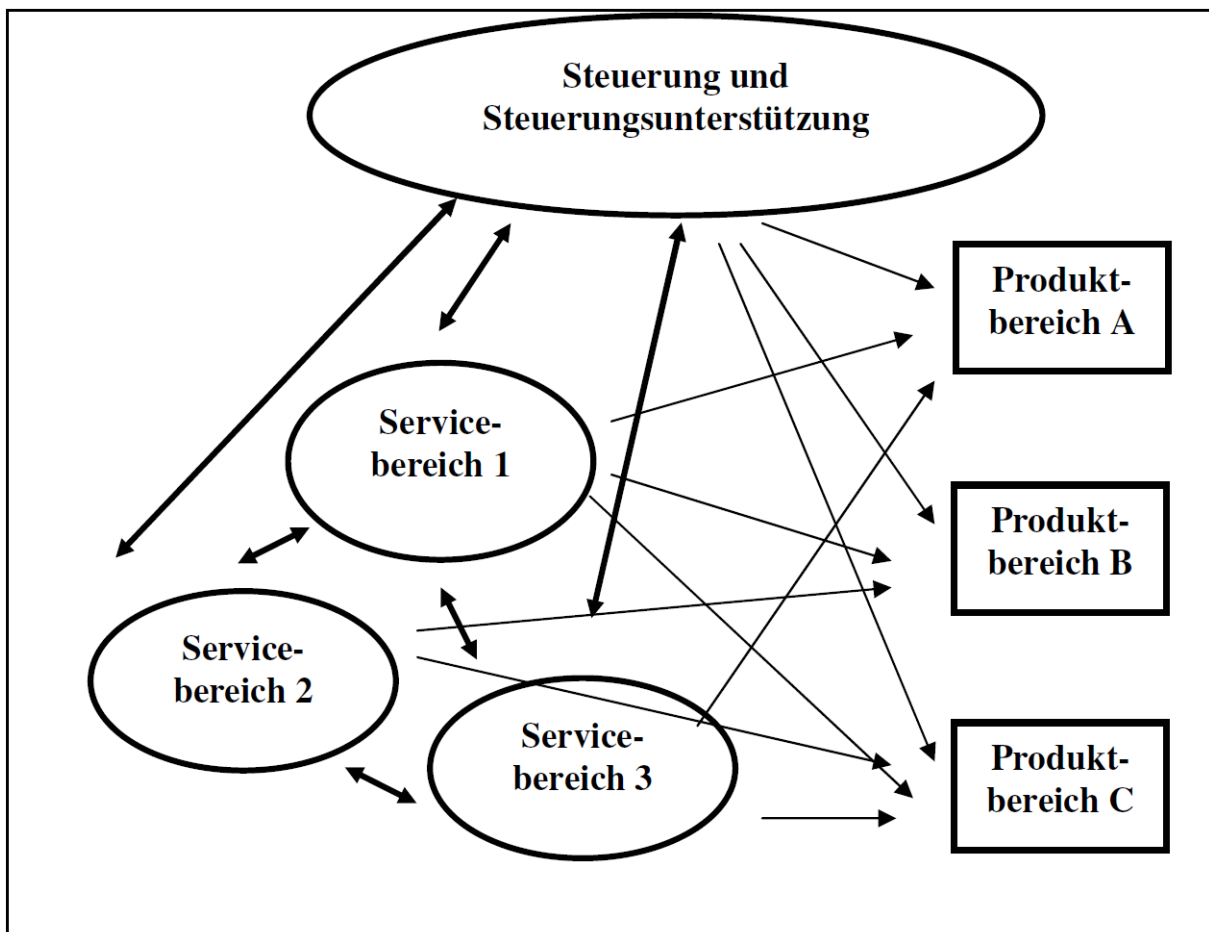 Steuerung und
Steuerungsunterstützung
Produkt-
bereich A
Service-
bereich 1
Produkt-
bereich B
Service-
bereich 2
Service-
bereich 3
Produkt-
bereich C